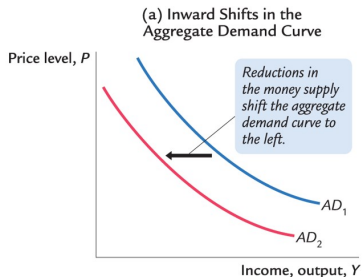 (a) Inward Shifts in the
Aggregate Demand Curve
Price level, P
Reductions in
the money supply
shift the aggregate
demand curve to
the left.
AD1
AD2
Income, output, Y